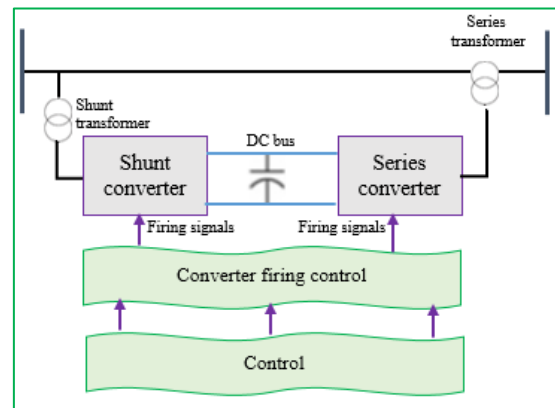 Series
transformer
Shunt
transformer
DC bus
Shunt
converter
Series
converter
Firing signals
Firing signals
Converter firing control
Control